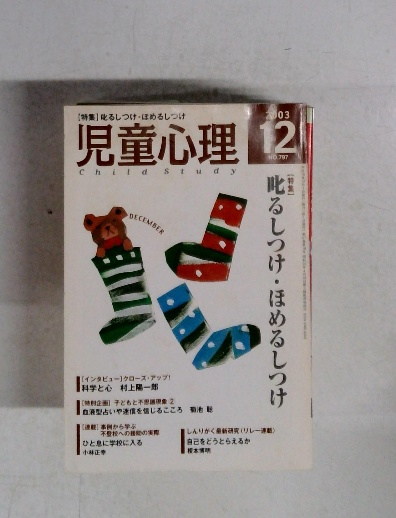 [特集]叱るしつけ・ほめるしつけ
児童心理
Child Study
2003
12
NO.797
[特集]
叱るしつけ・ほめるしつけ
DECEMBER
[インタビュー]クローズ・アップ!
科学と心 村上陽一郎
[特別企画] 子どもと不思議現象・2
血液型占いや迷信を信じるこころ 菊池 聡
[連載] 事例から学ぶ
不登校への援助の実際
ひと息に学校に入る
小林正幸
しんりがく最新研究(リレー連載)
自己をどうとらえるか
榎本博明